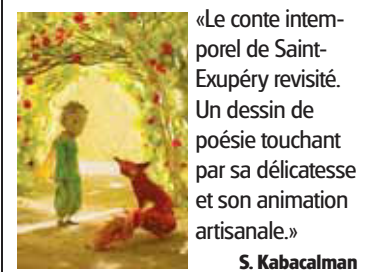 «Le conte intem-
porel de Saint-
Exupéry revisité.
Un dessin de
poésie touchant
par sa délicatesse
et son animation
artisanale.»
S. Kabacalman